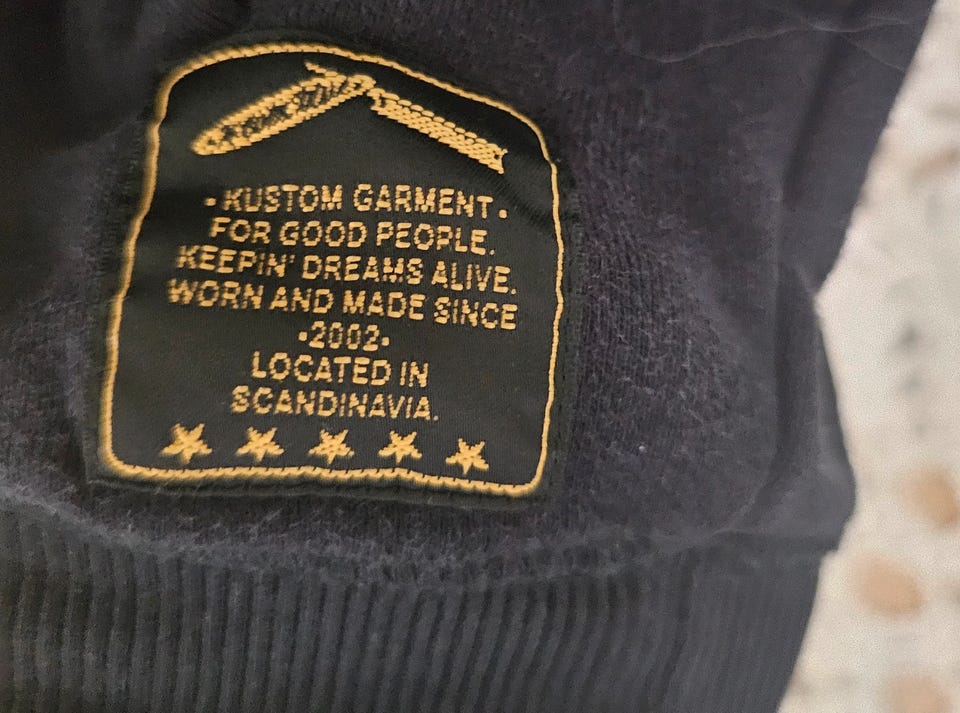 • KUSTOM GARMENT •
FOR GOOD PEOPLE.
KEEPIN' DREAMS ALIVE.
WORN AND MADE SINCE
•2002•
LOCATED IN
SCANDINAVIA.